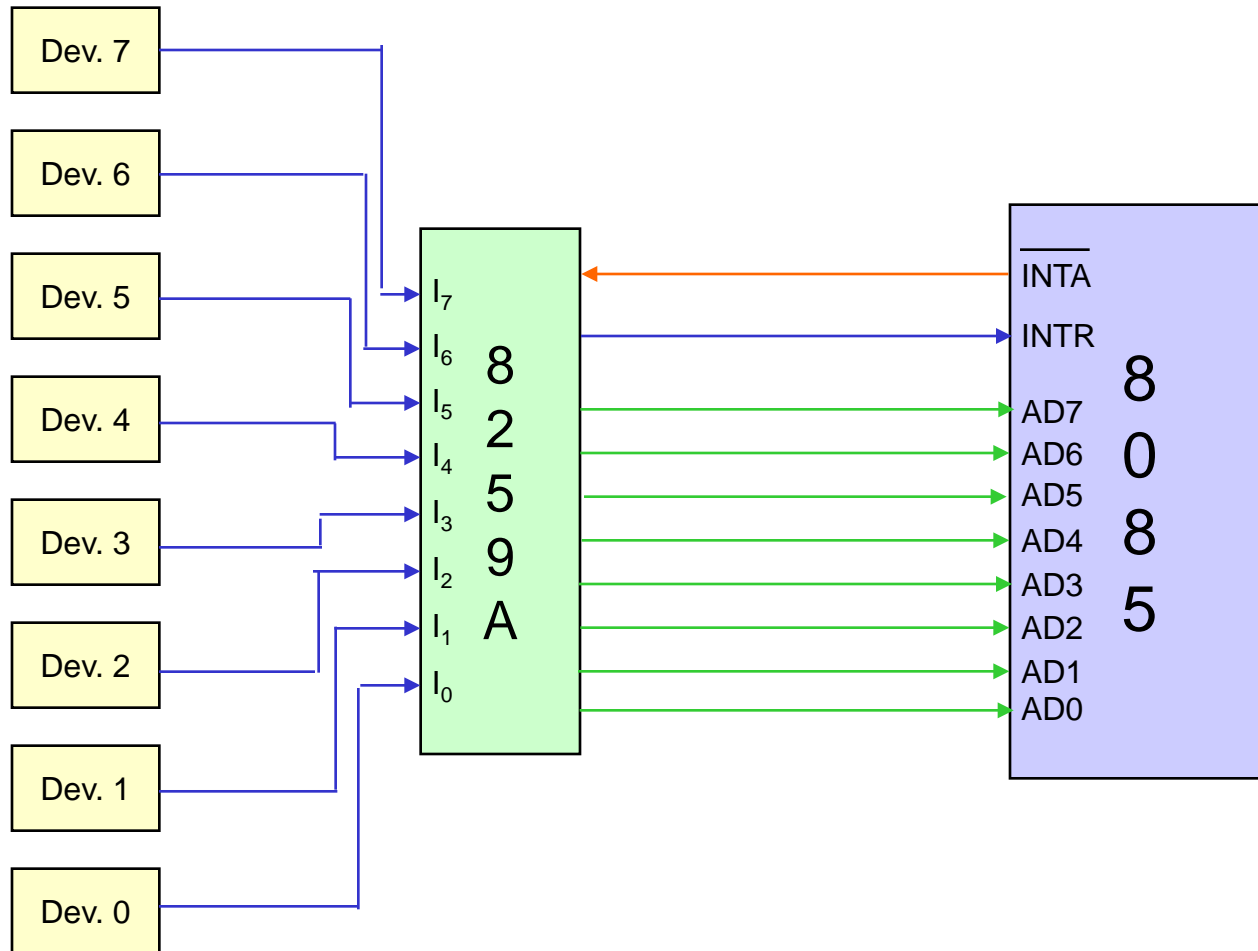 Dev. 7
Dev. 6
Dev. 5
Dev. 4
Dev. 3
Dev. 2
Dev. 1
Dev. 0
I7
I6
I5
I4
I3
I2
I1
I0
8
2
5
9
A
INTA
INTR
AD7
AD6
AD5
AD4
AD3
AD2
AD1
AD0
8
0
8
5